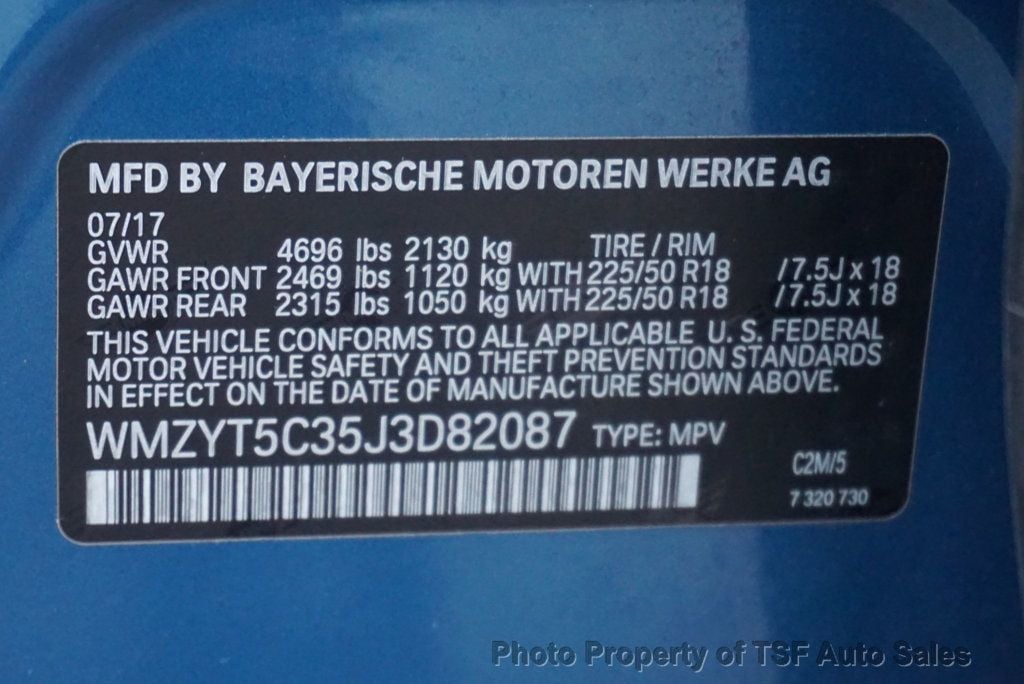 MFD BY BAYERISCHE MOTOREN WERKE AG
07/17
GVWR 4696 lbs 2130 kg TIRE / RIM
GAWR FRONT 2469 lbs 1120 kg WITH 225/50 R18 /7.5J x 18
GAWR REAR 2315 lbs 1050 kg WITH 225/50 R18 /7.5J x 18
THIS VEHICLE CONFORMS TO ALL APPLICABLE U. S. FEDERAL
MOTOR VEHICLE SAFETY AND THEFT PREVENTION STANDARDS
IN EFFECT ON THE DATE OF MANUFACTURE SHOWN ABOVE.
WMZYT5C35J3D82087 TYPE: MPV
C2M/5
7 320 730
Photo Property of TSF Auto Sales